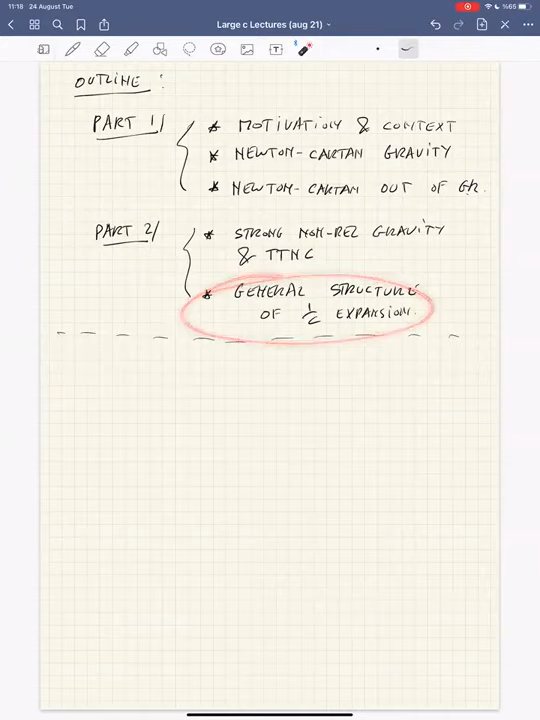 11:18 24 August Tue
%65
Large c Lectures (aug 21)
OUTLINE :
PART 1/
* MOTIVATION & CONTEXT
* NEWTON-CARTAN GRAVITY
* NEWTON-CARTAN OUT OF GR.
PART 2/
* STRONG NON-REL GRAVITY
& TTNC
* GENERAL STRUCTURE
OF 1/c EXPANSION.